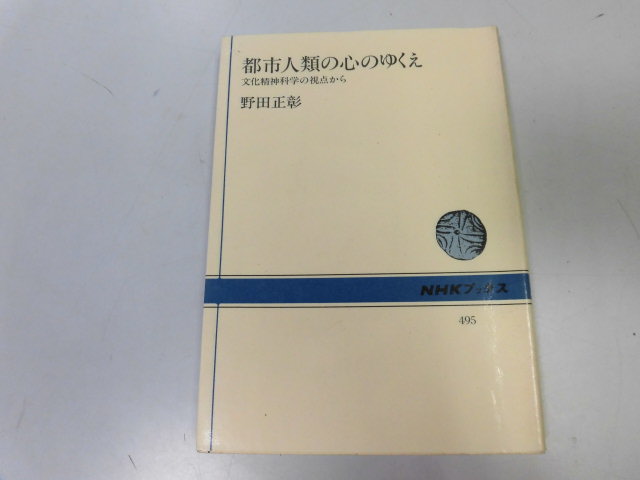 都市人類の心のゆくえ
文化精神科学の視点から
野田正彰
NHKブックス
495